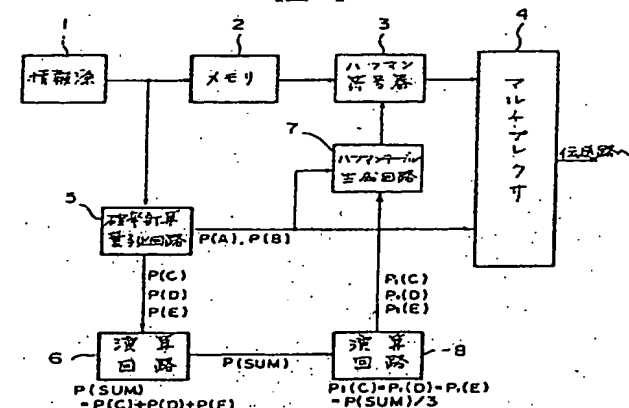 1
2
3
4
情報源
メモリ
ハフマン
符号器
マルチプレクサ
7
ハフマンテーブル
生成回路
伝送路へ
5
確率計算
量子化回路
P(A), P(B)
P(C)
P(D)
P(E)
P₁(C)
P₁(D)
P₁(E)
6
演算
回路
P(SUM)
演算
回路
8
P(SUM)
=P(C)+P(D)+P(E)
P₁(C)=P₁(D)=P₁(E)
=P(SUM)/3